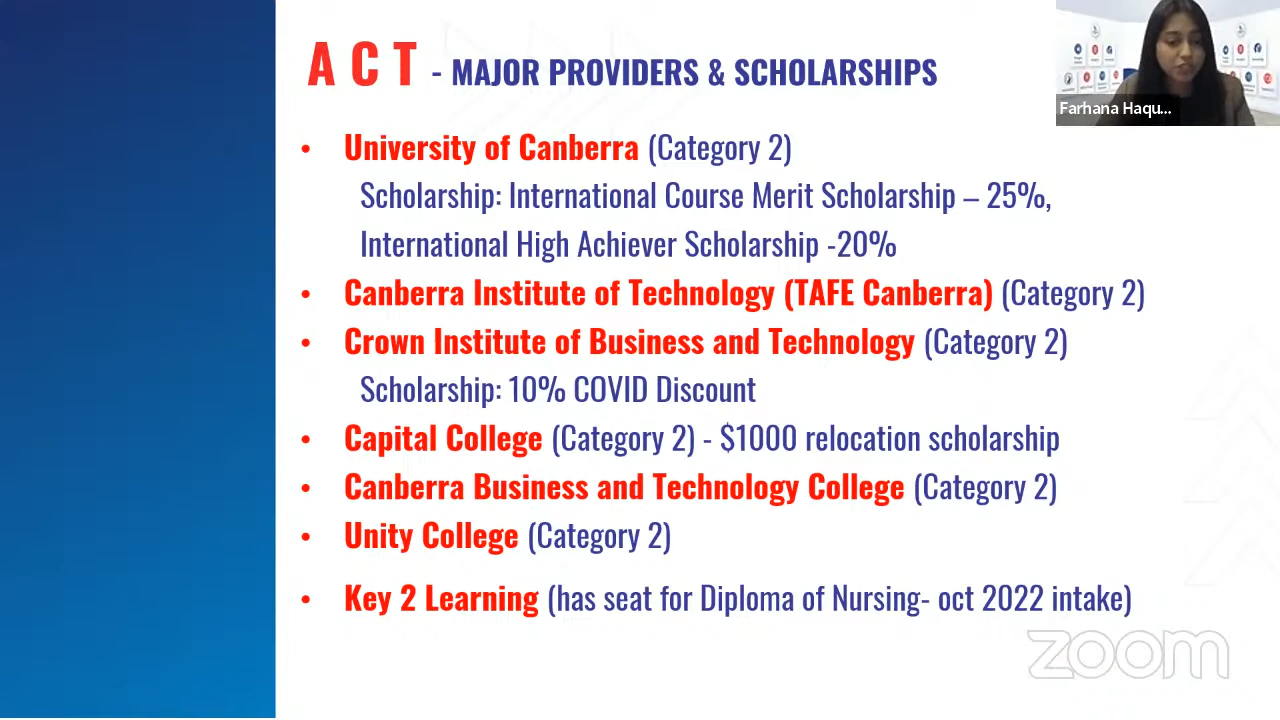 A C T - MAJOR PROVIDERS & SCHOLARSHIPS
Farhana Haqu...
• University of Canberra (Category 2)
Scholarship: International Course Merit Scholarship – 25%,
International High Achiever Scholarship -20%
• Canberra Institute of Technology (TAFE Canberra) (Category 2)
• Crown Institute of Business and Technology (Category 2)
Scholarship: 10% COVID Discount
• Capital College (Category 2) - $1000 relocation scholarship
• Canberra Business and Technology College (Category 2)
• Unity College (Category 2)
• Key 2 Learning (has seat for Diploma of Nursing- oct 2022 intake)
zoom